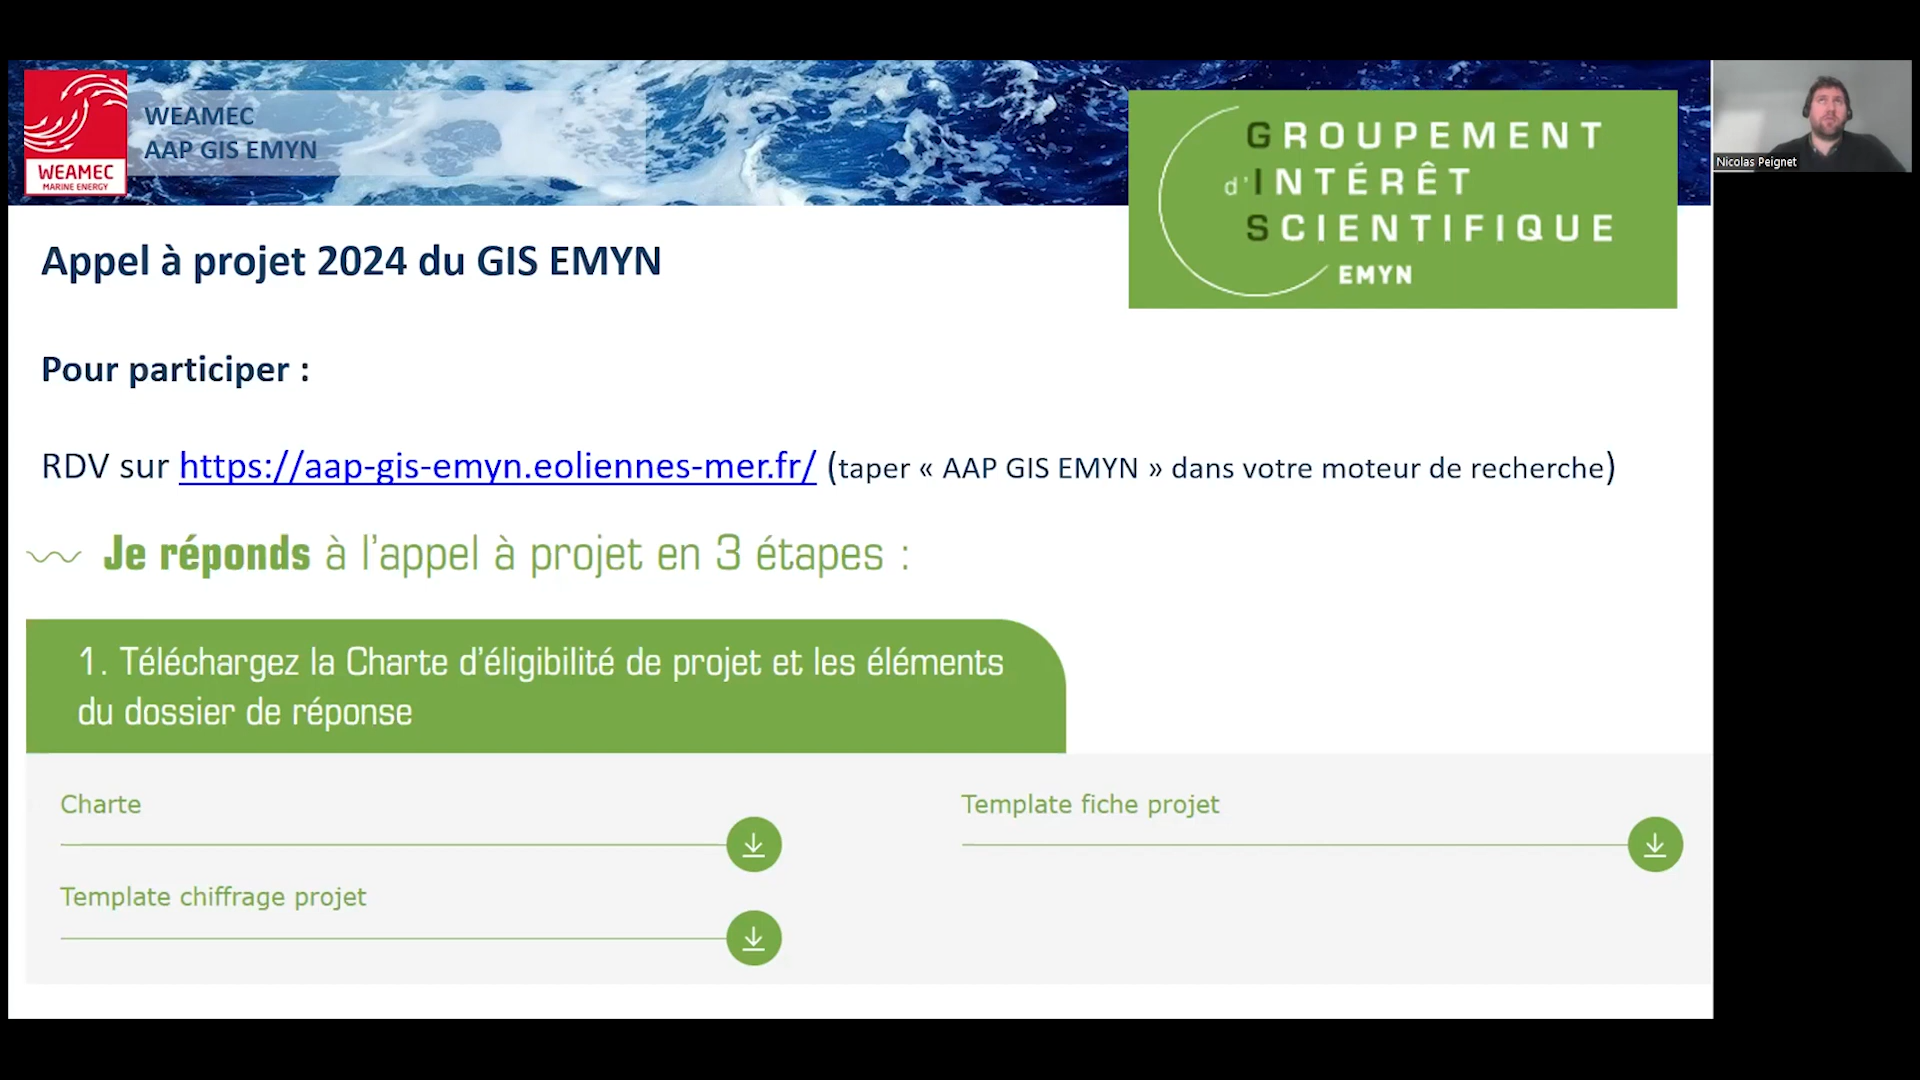 WEAMEC
MARINE ENERGY
WEAMEC
AAP GIS EMYN
GROUPEMENT
d'INTÉRÊT
SCIENTIFIQUE
EMYN
Nicolas Peignet
Appel à projet 2024 du GIS EMYN
Pour participer :
RDV sur https://aap-gis-emyn.eoliennes-mer.fr/ (taper « AAP GIS EMYN » dans votre moteur de recherche)
Je réponds à l'appel à projet en 3 étapes :
1. Téléchargez la Charte d'éligibilité de projet et les éléments
du dossier de réponse
Charte
Template fiche projet
Template chiffrage projet